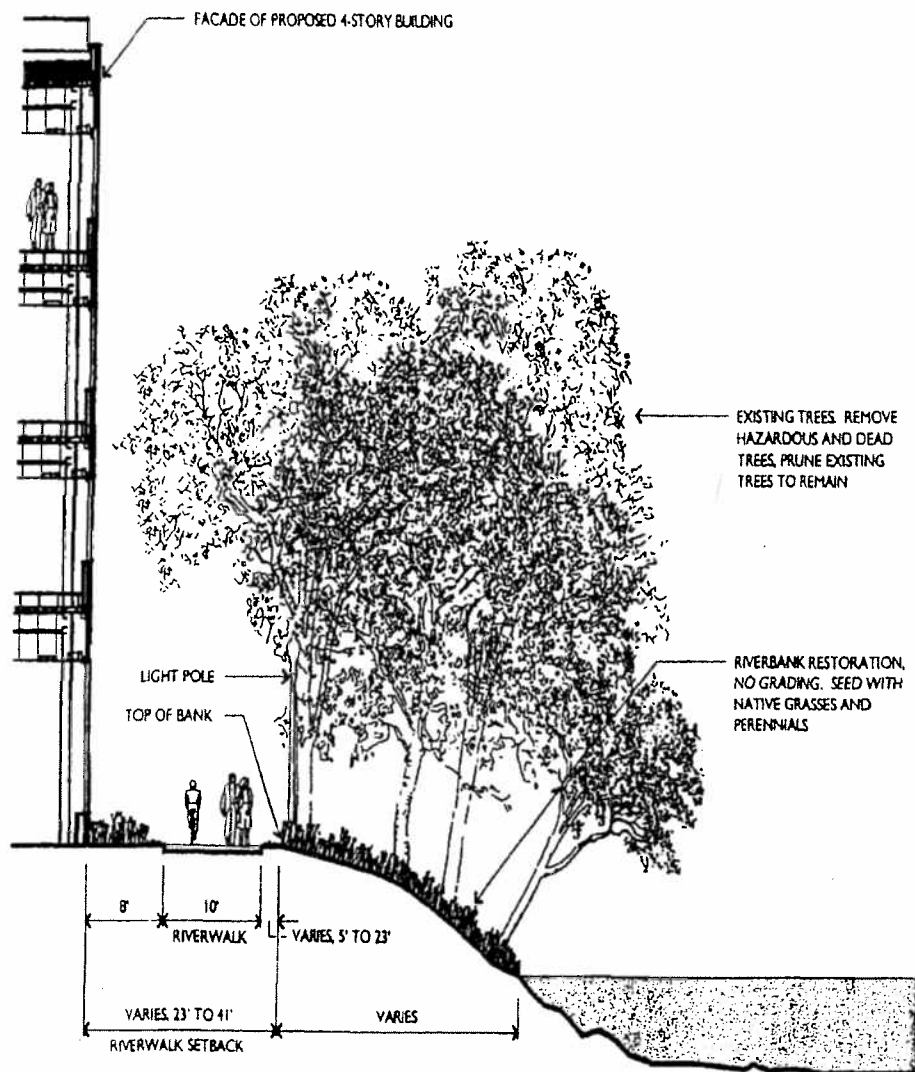 FACADE OF PROPOSED 4-STORY BUILDING
EXISTING TREES. REMOVE
HAZARDOUS AND DEAD
TREES, PRUNE EXISTING
TREES TO REMAIN
RIVERBANK RESTORATION,
NO GRADING. SEED WITH
NATIVE GRASSES AND
PERENNIALS
LIGHT POLE
TOP OF BANK
8'
10'
RIVERWALK
VARIES, 5' TO 23'
VARIES, 23' TO 41'
RIVERWALK SETBACK
VARIES